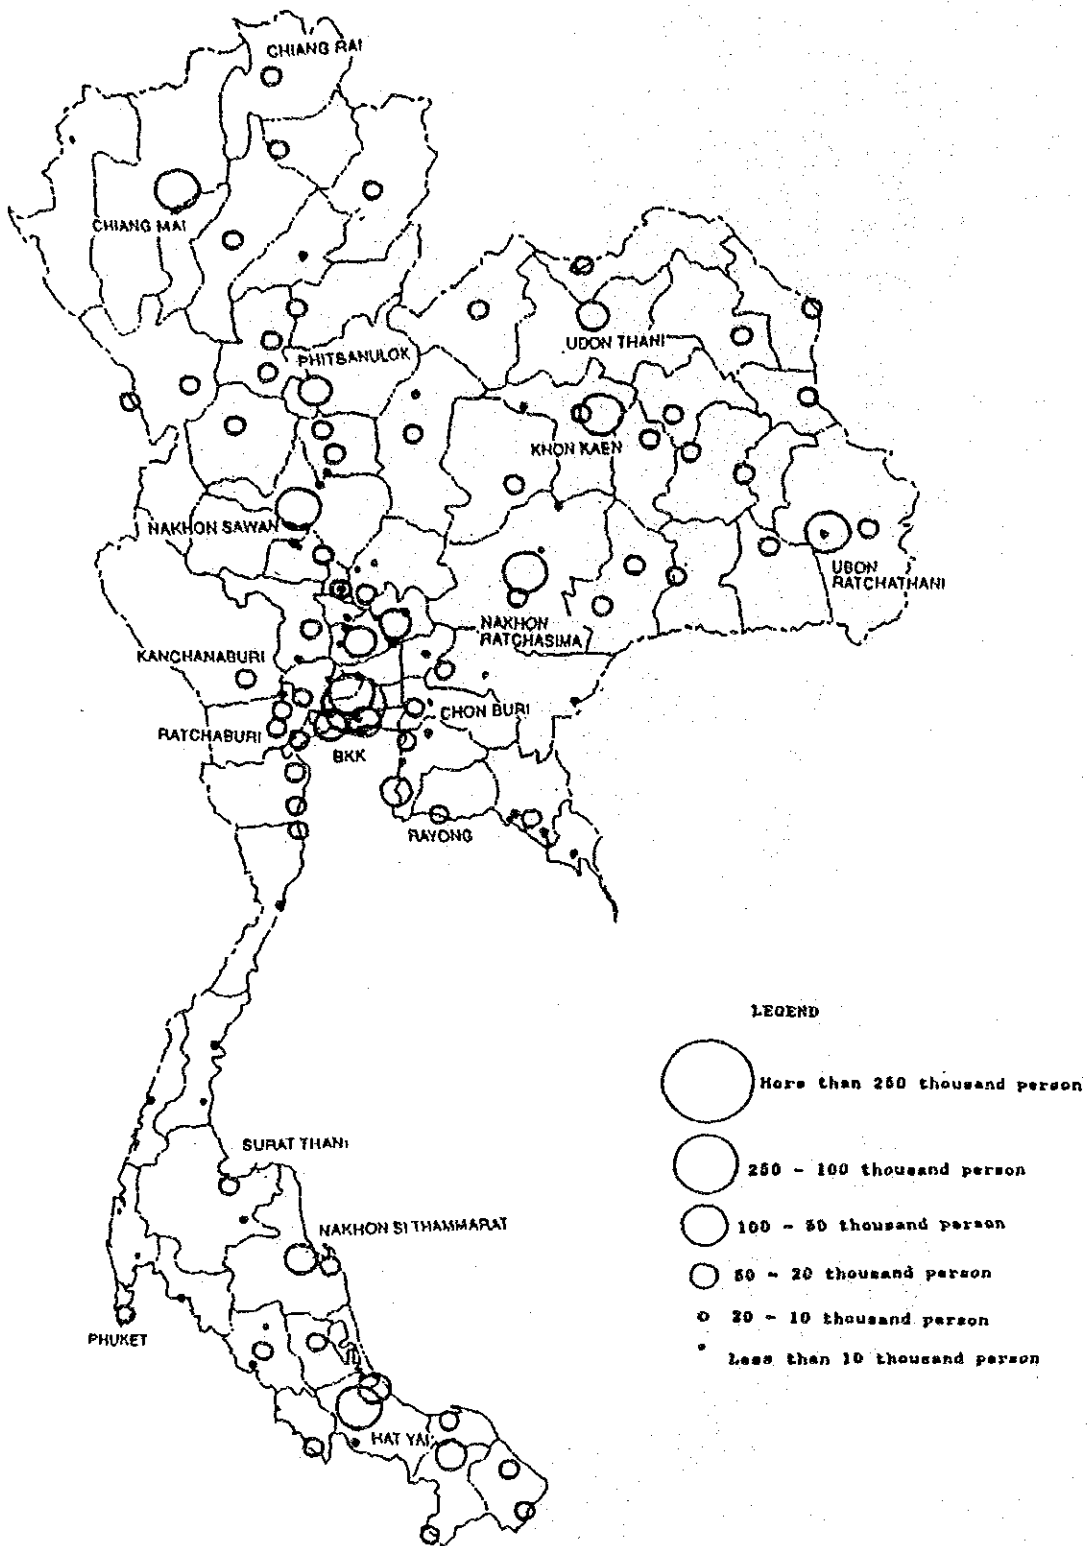 CHIANG RAI
CHIANG MAI
UDON THANI
PHITSANULOK
KHON KAEN
NAKHON SAWAN
UBON
RATCHATHANI
NAKHON
RATCHASIMA
KANCHANABURI
CHON BURI
RATCHABURI
BKK
RAYONG
LEGEND
More than 250 thousand person
SURAT THANI
250 - 100 thousand person
NAKHON SI THAMMARAT
100 - 50 thousand person
50 - 20 thousand person
20 - 10 thousand person
PHUKET
Less than 10 thousand person
HAT YAI